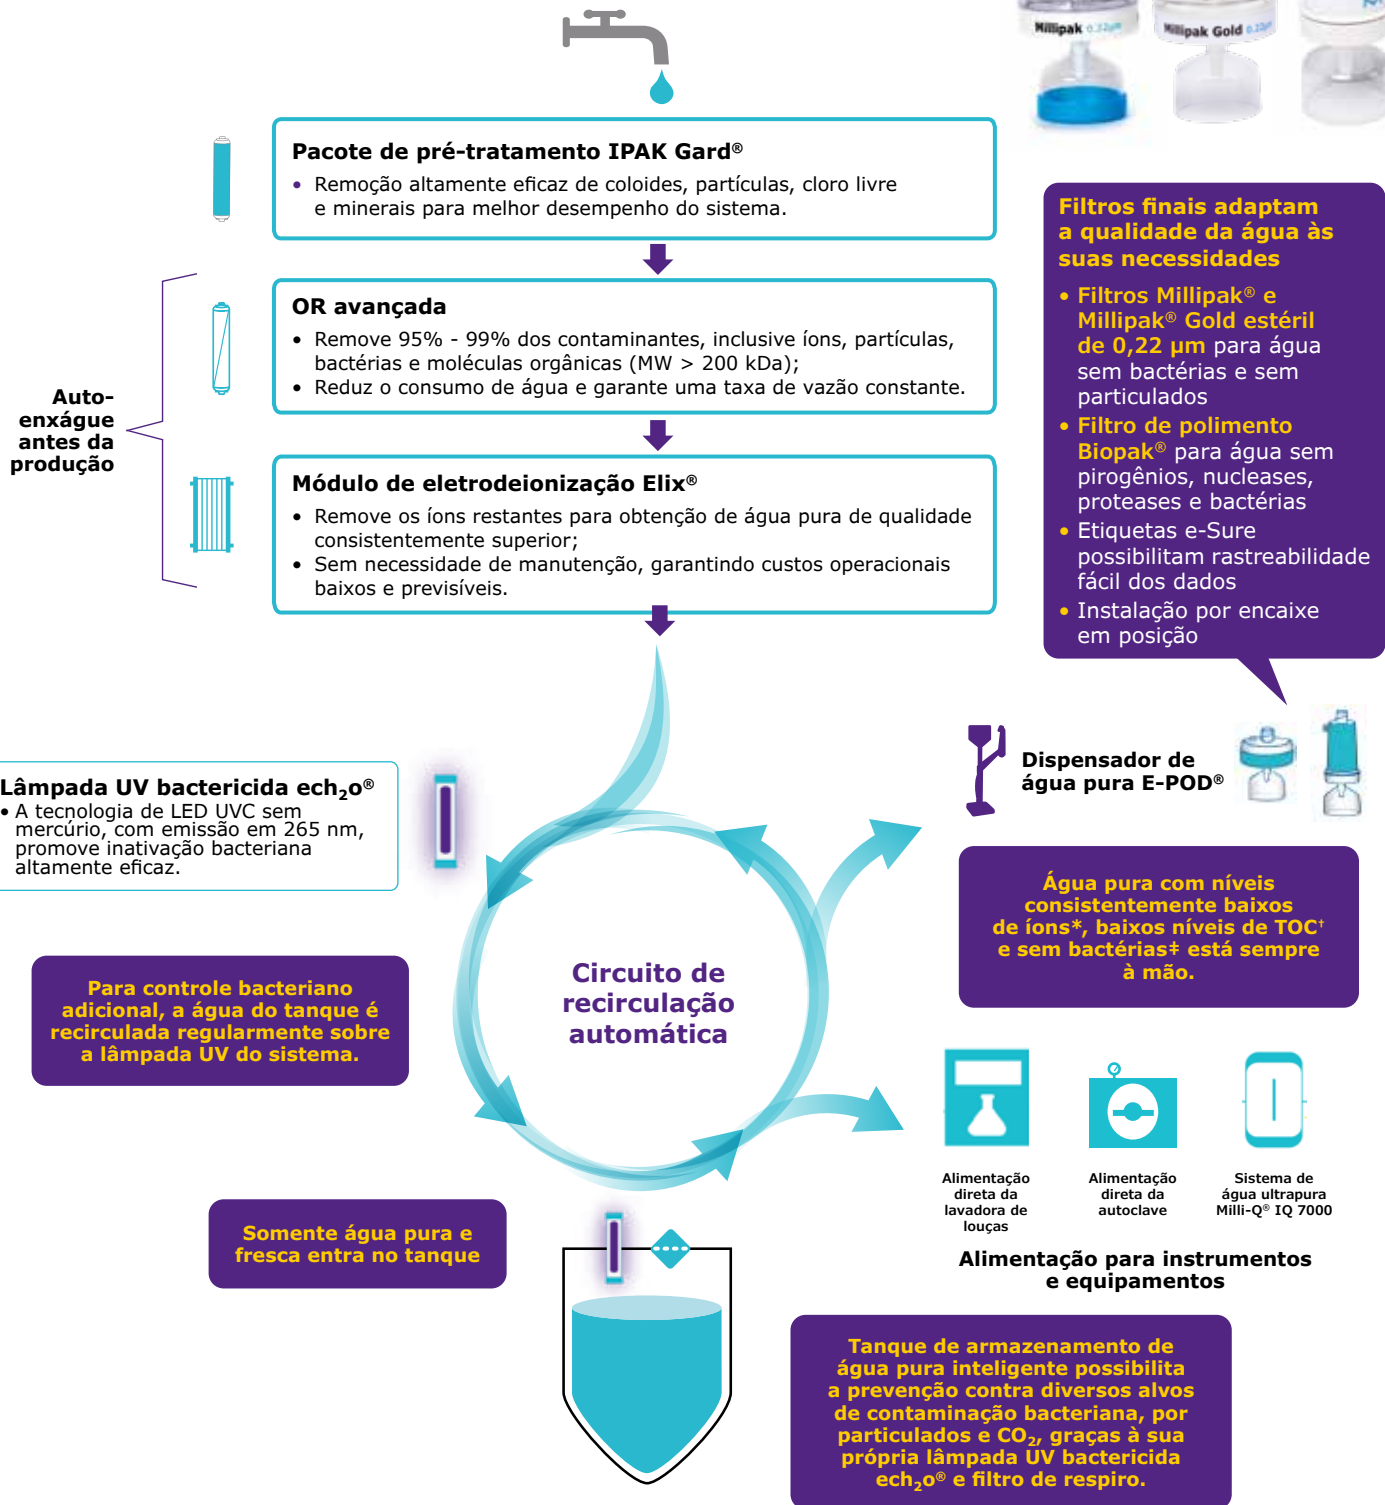 Millipak 0.22µm
Millipak Gold 0.22µm
Pacote de pré-tratamento IPAK Gard®
• Remoção altamente eficaz de coloides, partículas, cloro livre
e minerais para melhor desempenho do sistema.
OR avançada
• Remove 95% - 99% dos contaminantes, inclusive íons, partículas,
bactérias e moléculas orgânicas (MW > 200 kDa);
• Reduz o consumo de água e garante uma taxa de vazão constante.
Auto-
enxágue
antes da
produção
Módulo de eletrodeionização Elix®
• Remove os íons restantes para obtenção de água pura de qualidade
consistentemente superior;
• Sem necessidade de manutenção, garantindo custos operacionais
baixos e previsíveis.
Filtros finais adaptam
a qualidade da água às
suas necessidades
• Filtros Millipak® e
Millipak® Gold estéril
de 0,22 µm para água
sem bactérias e sem
particulados
• Filtro de polimento
Biopak® para água sem
pirogênios, nucleases,
proteases e bactérias
• Etiquetas e-Sure
possibilitam rastreabilidade
fácil dos dados
• Instalação por encaixe
em posição
Lâmpada UV bactericida ech₂o®
• A tecnologia de LED UVC sem
mercúrio, com emissão em 265 nm,
promove inativação bacteriana
altamente eficaz.
Dispensador de
água pura E-POD®
Água pura com níveis
consistentemente baixos
de íons*, baixos níveis de TOC†
e sem bactérias‡ está sempre
à mão.
Circuito de
recirculação
automática
Para controle bacteriano
adicional, a água do tanque é
recirculada regularmente sobre
a lâmpada UV do sistema.
Alimentação
direta da
lavadora de
louças
Alimentação
direta da
autoclave
Sistema de
água ultrapura
Milli-Q® IQ 7000
Alimentação para instrumentos
e equipamentos
Somente água pura e
fresca entra no tanque
Tanque de armazenamento de
água pura inteligente possibilita
a prevenção contra diversos alvos
de contaminação bacteriana, por
particulados e CO₂, graças à sua
própria lâmpada UV bactericida
ech₂o® e filtro de respiro.